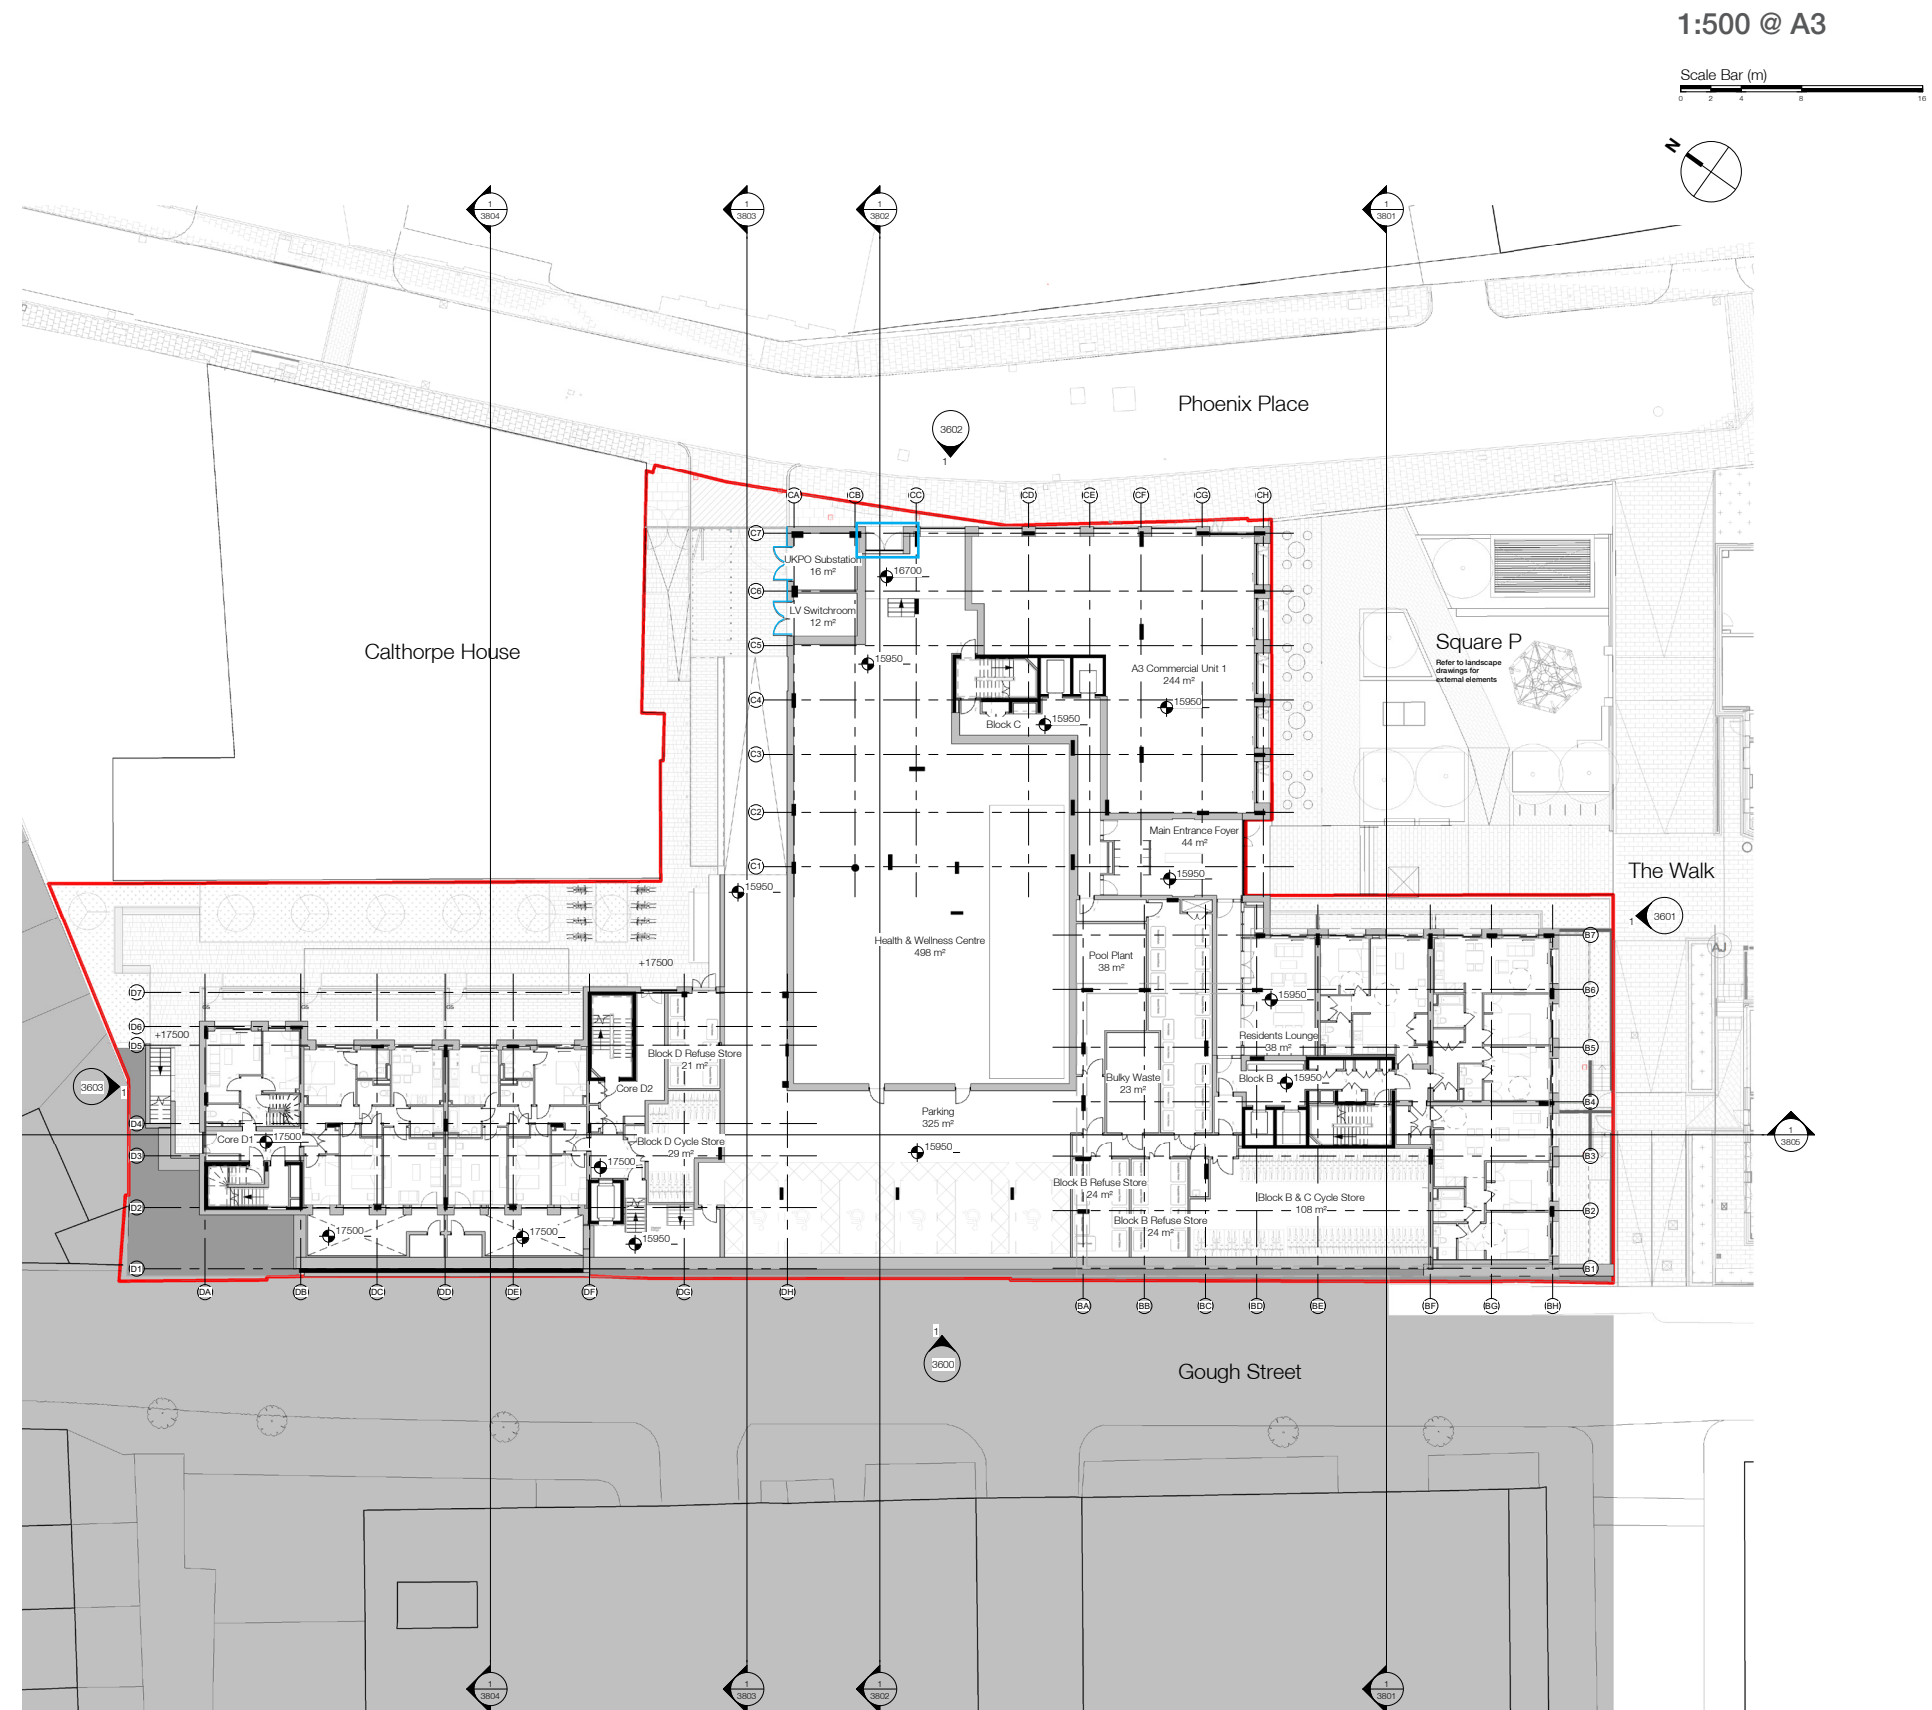 1:500 @ A3
Scale Bar (m)
0 2 4 8 16
N
1
3804
1
3803
1
3802
1
3801
Phoenix Place
3602
1
CA CB CC CD CE CF CG CH
C7
UKPO Substation
16 m²
16700
C6
LV Switchroom
12 m²
C5
15950
Calthorpe House
Square P
Refer to landscape
drawings for
external elements
A3 Commercial Unit 1
244 m²
15950
C4
Block C
15950
C3
C2
Main Entrance Foyer
44 m²
C1
15950
15950
The Walk
1
3601
Health & Wellness Centre
498 m²
Pool Plant
38 m²
B7
+17500
D7
B6
15950
D6
+17500
D5
Residents Lounge
38 m²
B5
Block D Refuse Store
21 m²
Core D2
Bulky Waste
23 m²
Block B
15950
3603
1
B4
Parking
325 m²
D4
Core D1
17500
Block D Cycle Store
29 m²
15950
1
3805
D3
B3
17500
Block B Refuse Store
24 m²
Block B & C Cycle Store
108 m²
D2
B2
Block B Refuse Store
24 m²
17500
17500
15950
D1
B1
DA DB DC DD DE DF DG DH
BA BB BC BD BE BF BG BH
1
3600
Gough Street
1
3804
1
3803
1
3802
1
3801